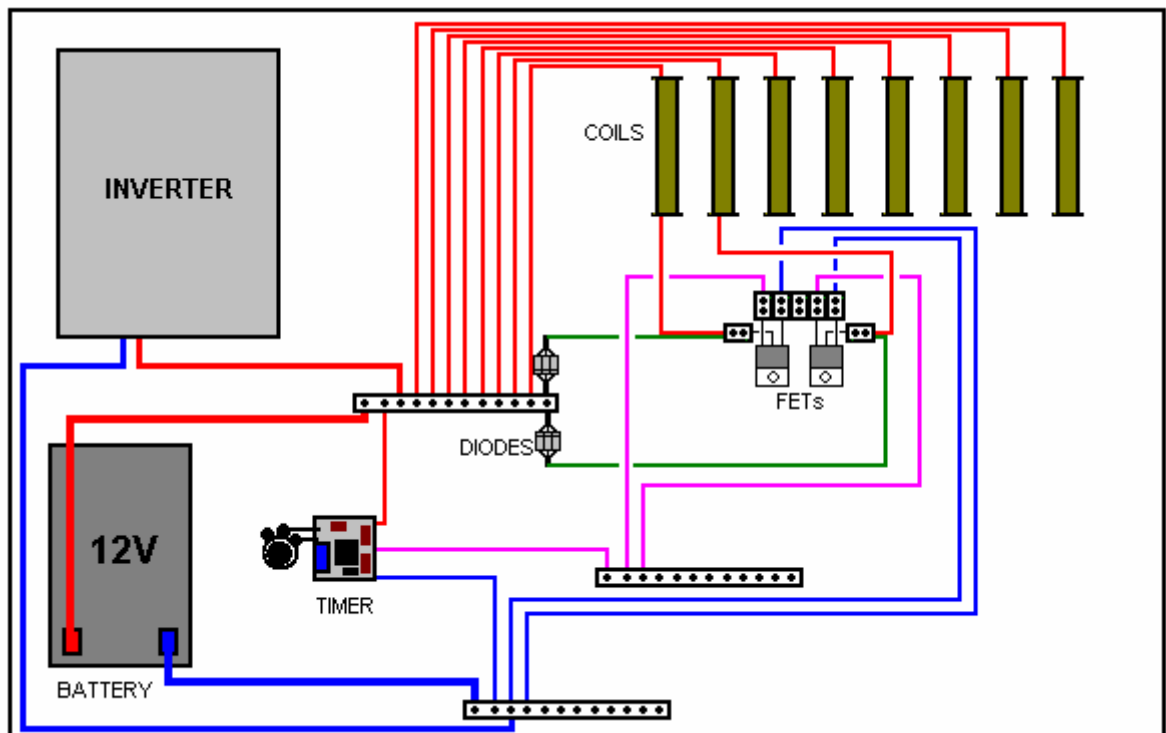 COILS
INVERTER
FETs
DIODES
12V
TIMER
BATTERY